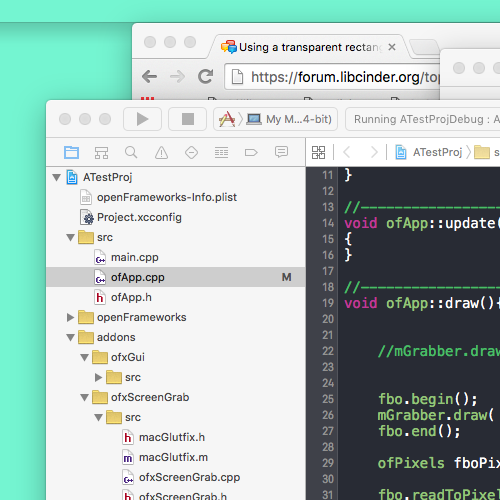 Using a transparent rectang
https://forum.libcinder.org/top
My M...4-bit)
Running ATestProjDebug : A
ATestProj
ATestProj
openFrameworks-Info.plist
Project.xcconfig
src
main.cpp
ofApp.cpp M
ofApp.h
openFrameworks
addons
ofxGui
src
ofxScreenGrab
src
macGlutfix.h
macGlutfix.m
ofxScreenGrab.cpp
ofxScreenGrab.h
11 }
12
13 //------------------
14 void ofApp::update(
15 {
16 }
17
18 //------------------
19 void ofApp::draw(){
20
21
22 //mGrabber.draw
23
24
25 fbo.begin();
26 mGrabber.draw(
27 fbo.end();
28
29 ofPixels fboPix
30
31 fbo.readToPixel